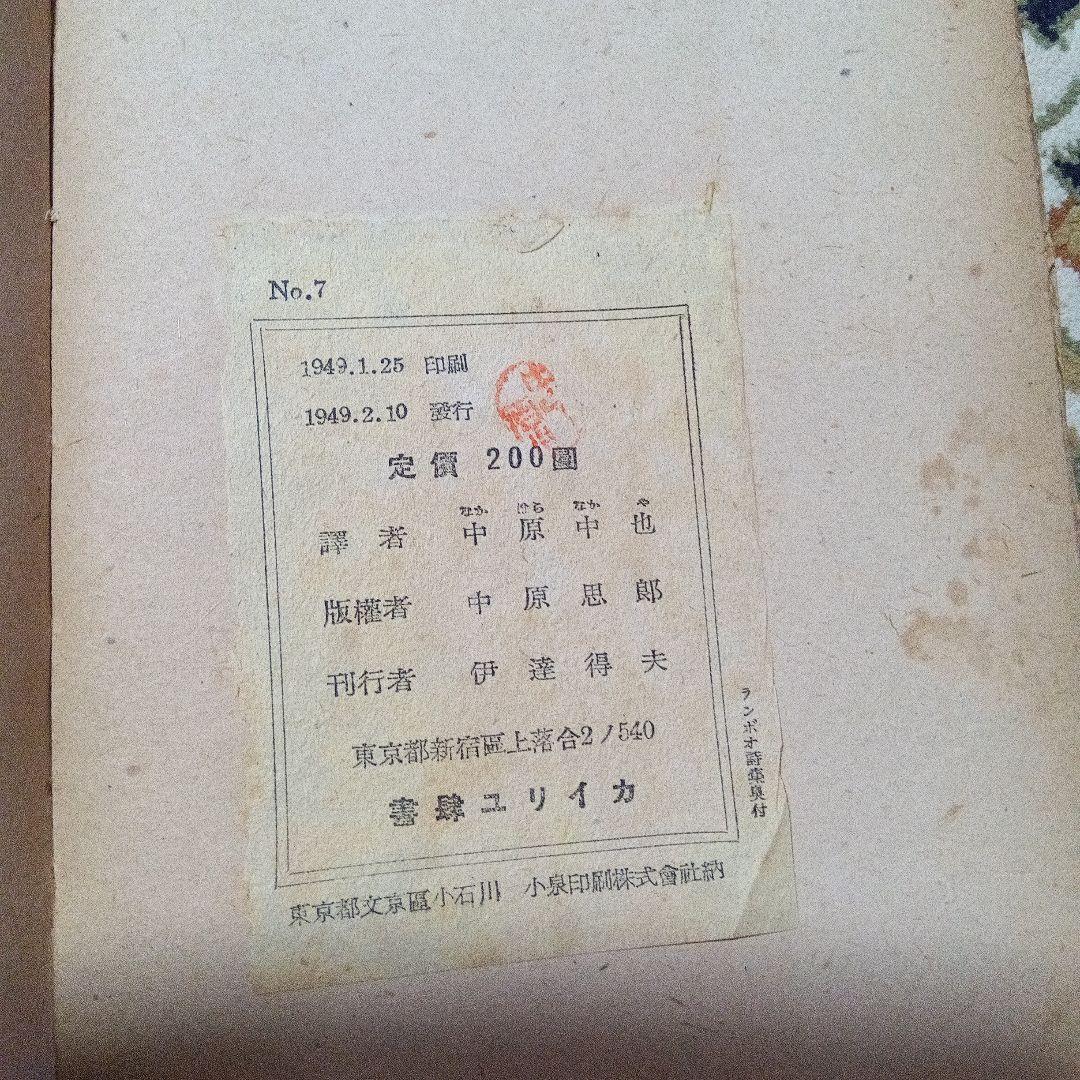 No.7
1949.1.25 印刷
1949.2.10 發行
定價 200圓
なか はら なか や
譯者 中原中也
版權者 中原思郎
刊行者 伊達得夫
東京都新宿區上落合2ノ540
書肆ユリイカ
ランボオ詩集奥付
東京都文京區小石川 小泉印刷株式會社納